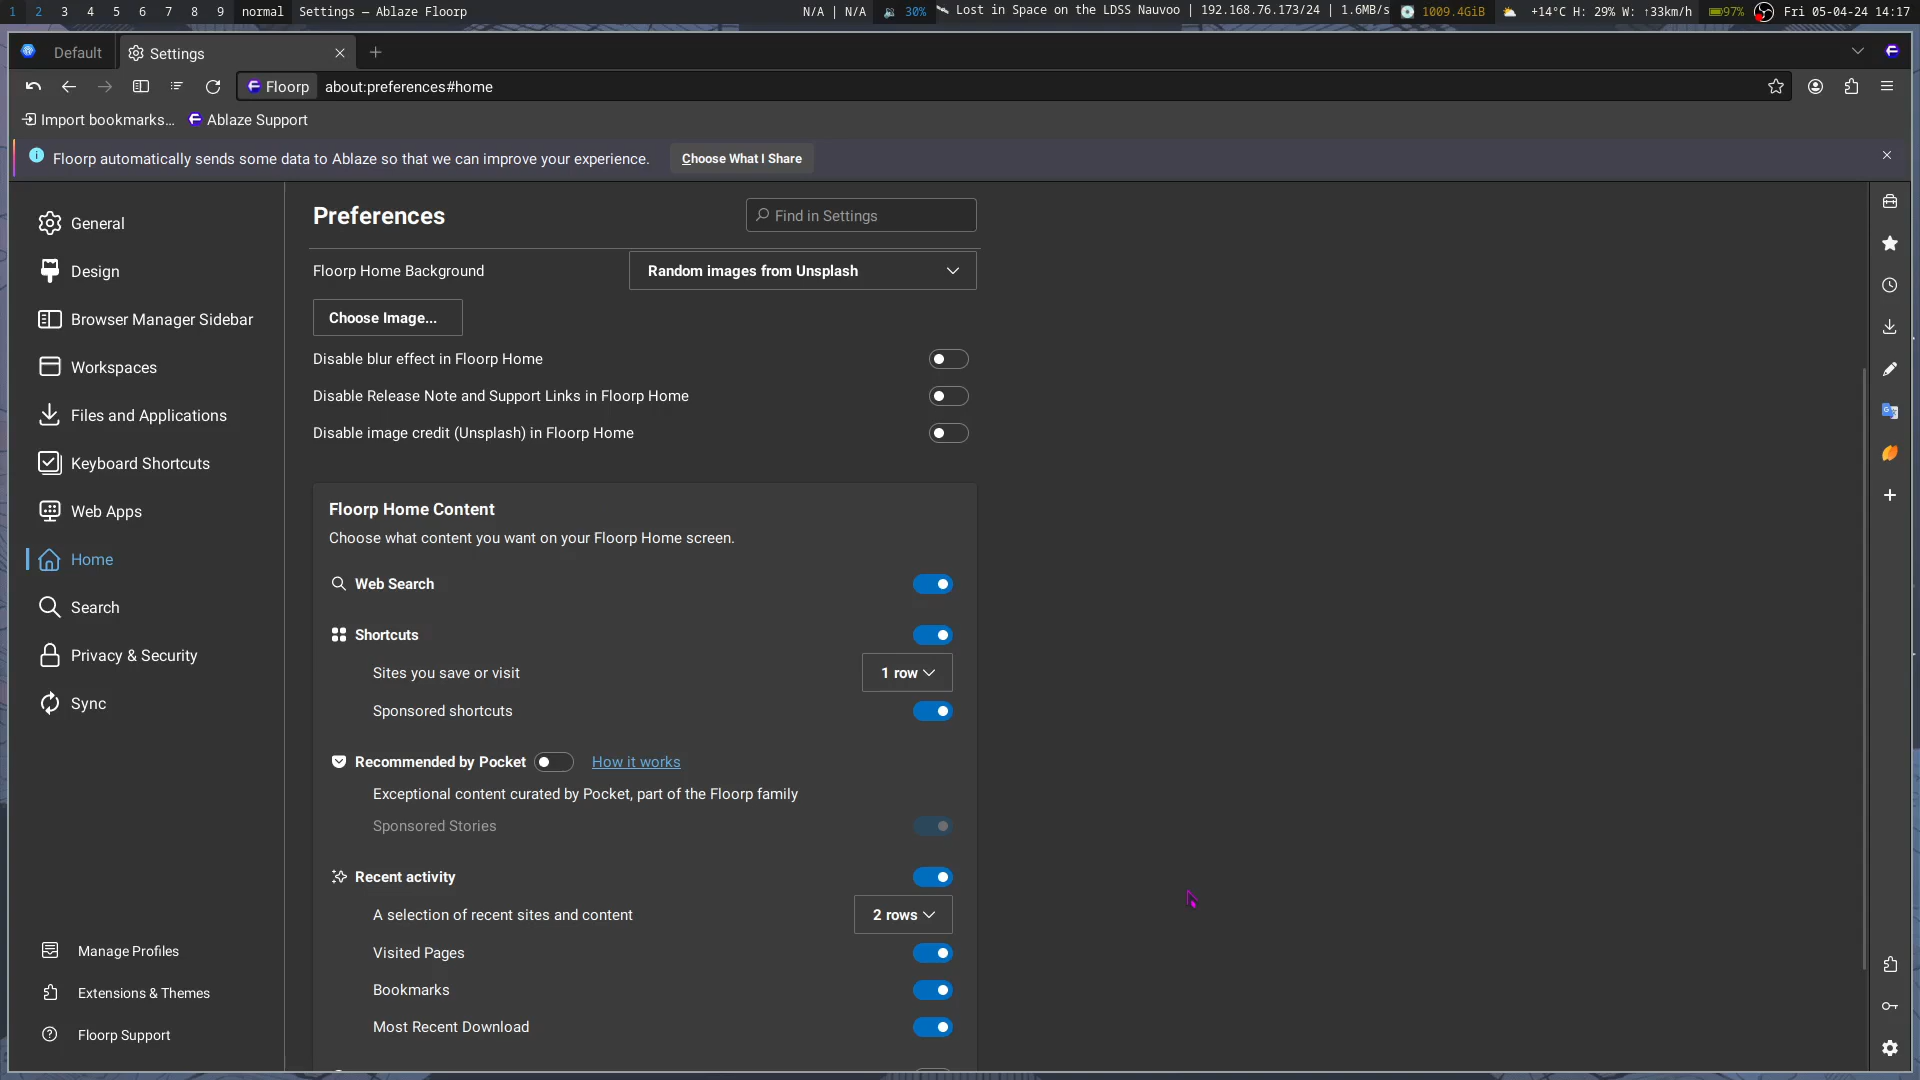 1 2 3 4 5 6 7 8 9 normal Settings — Ablaze Floorp N/A | N/A 30% Lost in Space on the LDSS Nauvoo | 192.168.76.173/24 | 1.6MB/s 1009.4GiB +14°C H: 29% W: ↑33km/h 97% Fri 05-04-24 14:17
Default Settings
Floorp about:preferences#home
Import bookmarks... Ablaze Support
Floorp automatically sends some data to Ablaze so that we can improve your experience. Choose What I Share
General
Design
Browser Manager Sidebar
Workspaces
Files and Applications
Keyboard Shortcuts
Web Apps
Home
Search
Privacy & Security
Sync
Manage Profiles
Extensions & Themes
Floorp Support
Preferences
Find in Settings
Floorp Home Background Random images from Unsplash
Choose Image...
Disable blur effect in Floorp Home
Disable Release Note and Support Links in Floorp Home
Disable image credit (Unsplash) in Floorp Home
Floorp Home Content
Choose what content you want on your Floorp Home screen.
Web Search
Shortcuts
Sites you save or visit 1 row
Sponsored shortcuts
Recommended by Pocket How it works
Exceptional content curated by Pocket, part of the Floorp family
Sponsored Stories
Recent activity
A selection of recent sites and content 2 rows
Visited Pages
Bookmarks
Most Recent Download